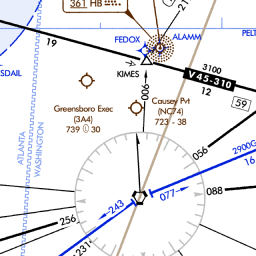 361 HB
21
FEDOX
ALAMM
PELT
19
SDAIL
KIMES
3100
V45-310
12
59
006
Greensboro Exec
(3A4)
739 30
Causey Pvt
(NC74)
723 - 38
ATLANTA
WASHINGTON
056
2900G
16
243
077
088
256
231